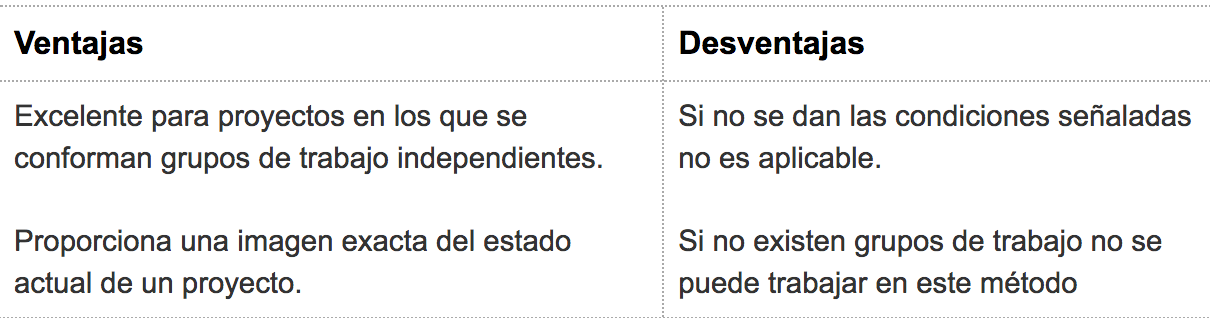 Ventajas
Desventajas
Excelente para proyectos en los que se
conforman grupos de trabajo independientes.
Si no se dan las condiciones señaladas
no es aplicable.
Proporciona una imagen exacta del estado
actual de un proyecto.
Si no existen grupos de trabajo no se
puede trabajar en este método